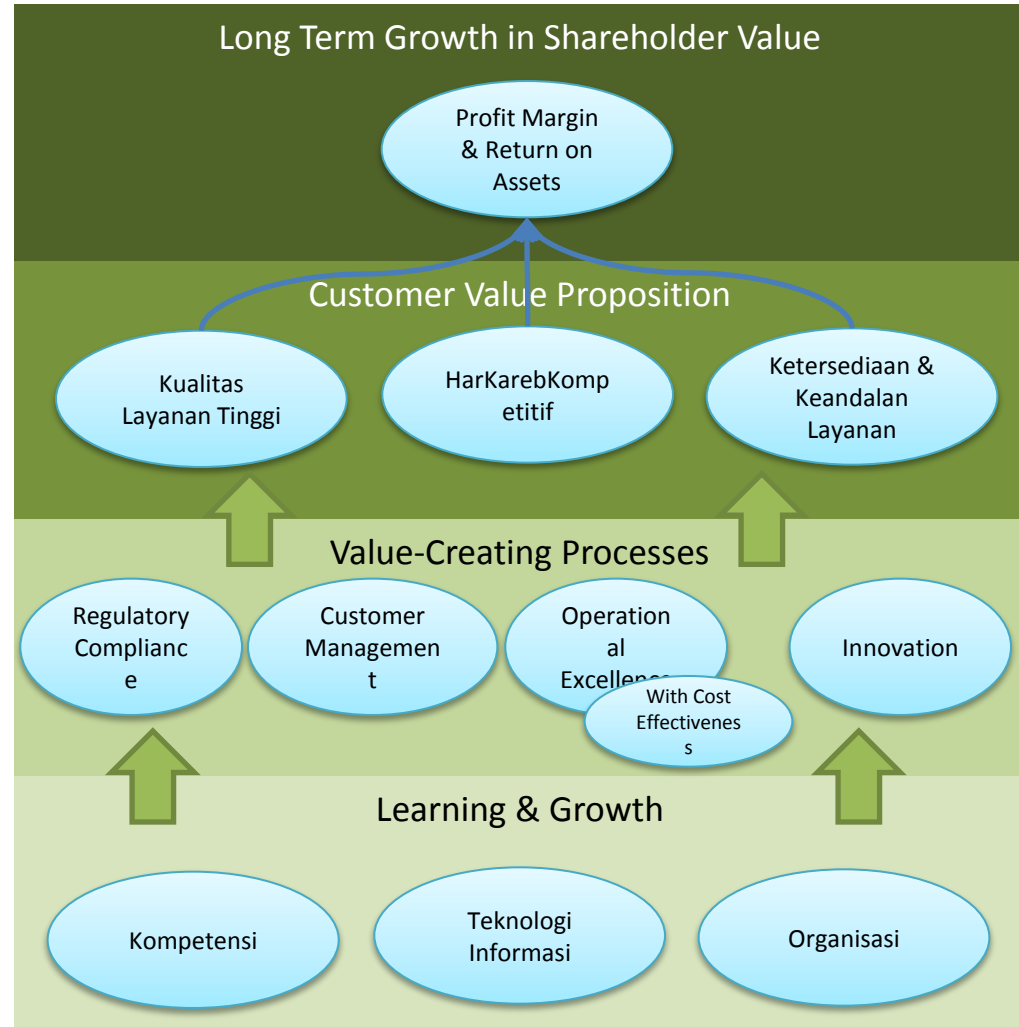 Long Term Growth in Shareholder Value
Profit Margin
& Return on
Assets
Customer Value Proposition
Kualitas
Layanan Tinggi
HarKarebKomp
etitif
Ketersediaan &
Keandalan
Layanan
Value-Creating Processes
Regulatory
Complianc
e
Customer
Managemen
t
Operation
al
Excellence
With Cost
Effectivenes
s
Innovation
Learning & Growth
Kompetensi
Teknologi
Informasi
Organisasi